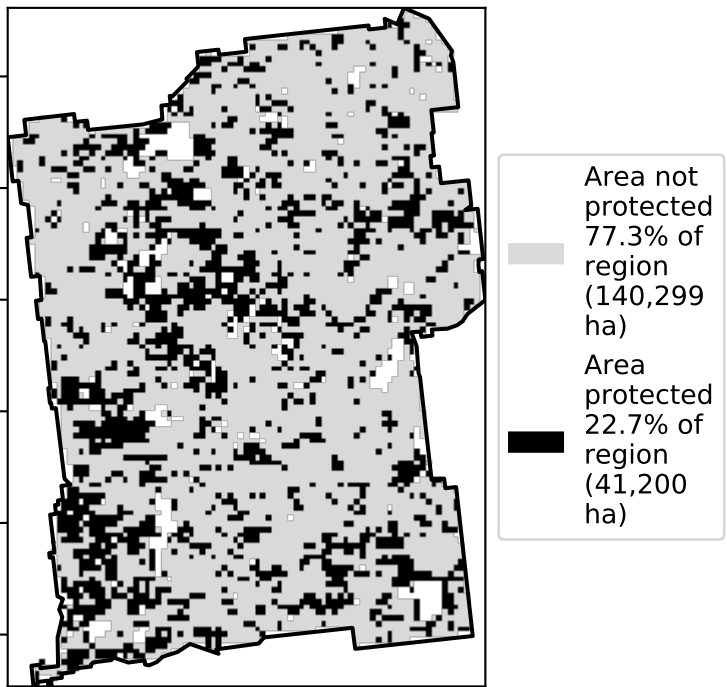 Area not
protected
77.3% of
region
(140,299
ha)
Area
protected
22.7% of
region
(41,200
ha)